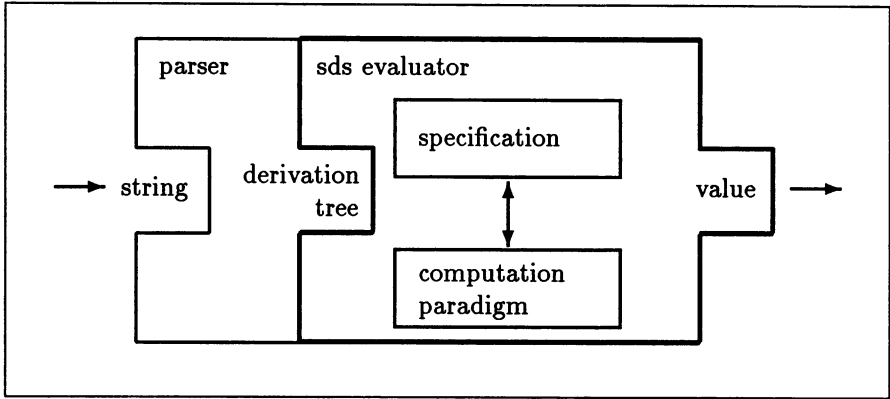 parser
sds evaluator
specification
string
derivation
tree
value
computation
paradigm